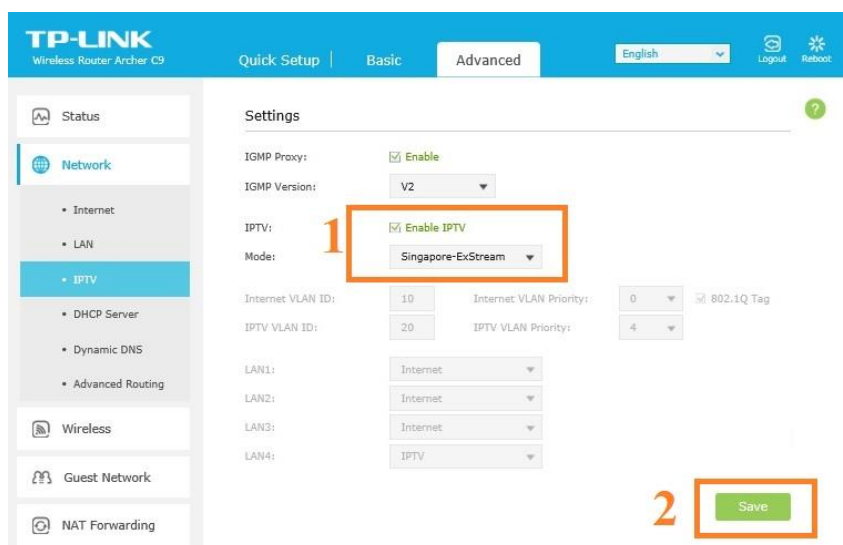 TP-LINK
Wireless Router Archer C9
Quick Setup | Basic Advanced English Logout Reboot
Status
Network
• Internet
• LAN
• IPTV
• DHCP Server
• Dynamic DNS
• Advanced Routing
Wireless
Guest Network
NAT Forwarding
Settings ?
IGMP Proxy: Enable
IGMP Version: V2
1
IPTV: Enable IPTV
Mode: Singapore-ExStream
Internet VLAN ID: 10 Internet VLAN Priority: 0 802.1Q Tag
IPTV VLAN ID: 20 IPTV VLAN Priority: 4
LAN1: Internet
LAN2: Internet
LAN3: Internet
LAN4: IPTV
2 Save